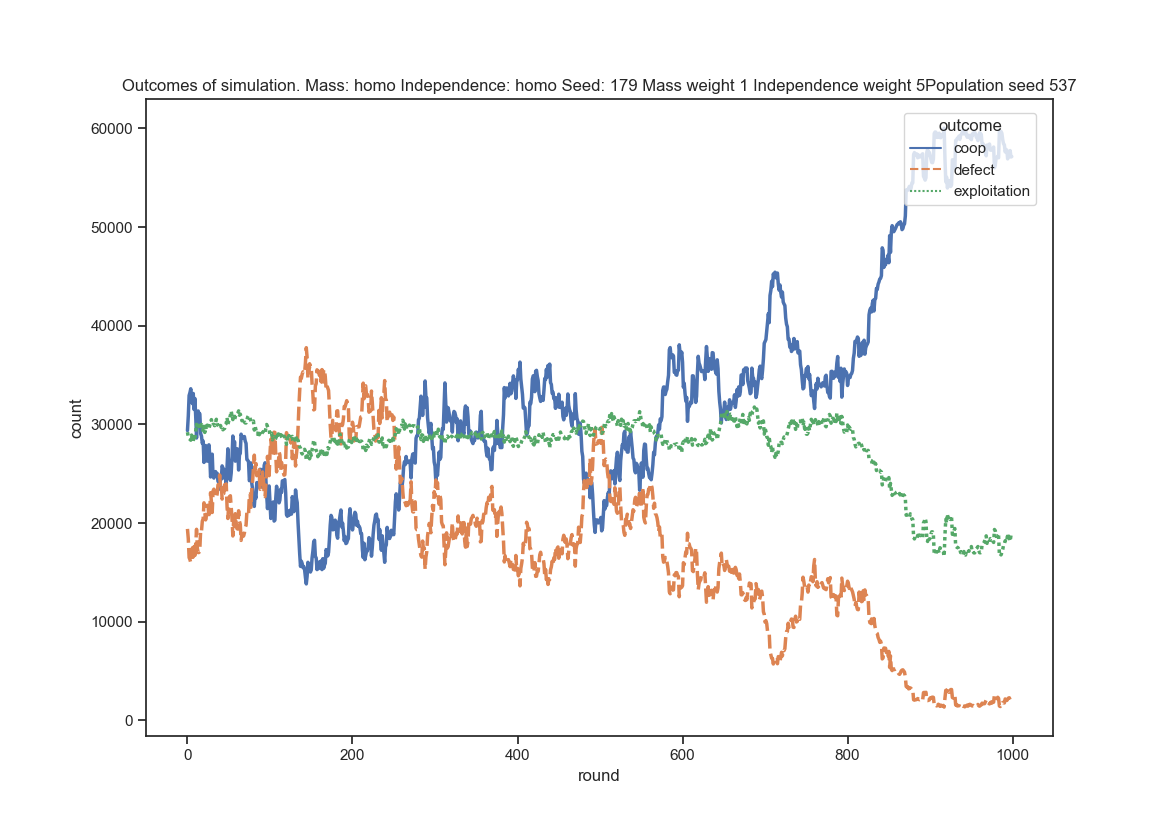 Outcomes of simulation. Mass: homo Independence: homo Seed: 179 Mass weight 1 Independence weight 5Population seed 537
60000
50000
40000
30000
20000
10000
0
count
outcome
coop
defect
exploitation
0 200 400 600 800 1000
round